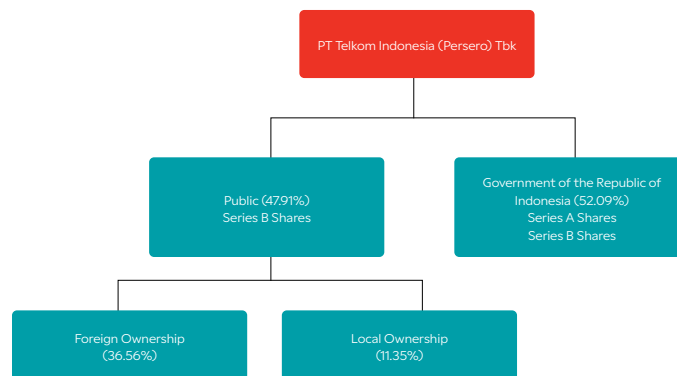 PT Telkom Indonesia (Persero) Tbk
Public (47.91%)
Series B Shares
Government of the Republic of
Indonesia (52.09%)
Series A Shares
Series B Shares
Foreign Ownership
(36.56%)
Local Ownership
(11.35%)